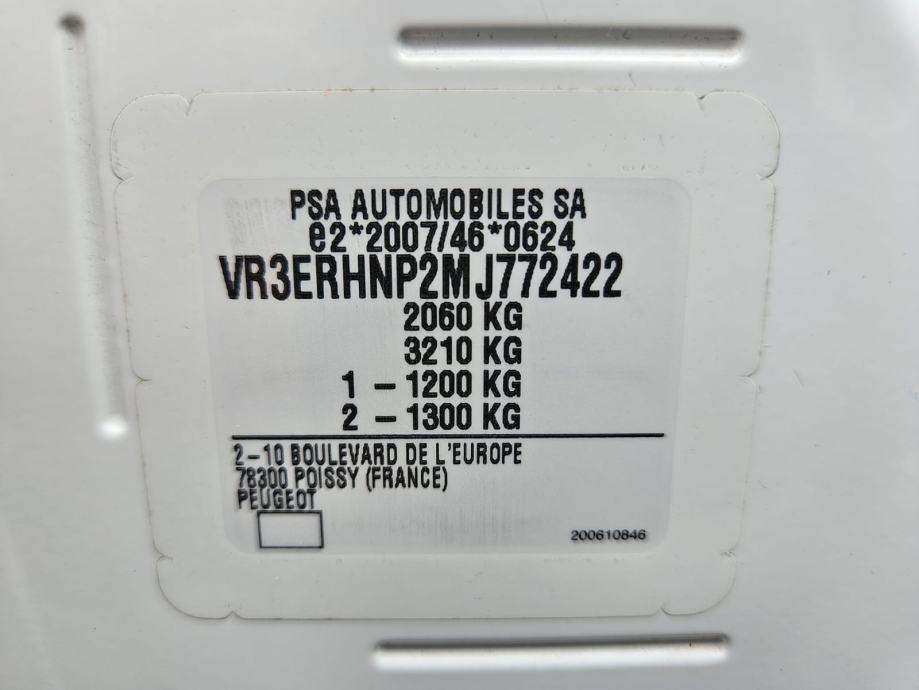 PSA AUTOMOBILES SA
e2*2007/46*0624
VR3ERHNP2MJ772422
2060 KG
3210 KG
1 – 1200 KG
2 – 1300 KG
2–10 BOULEVARD DE L'EUROPE
78300 POISSY (FRANCE)
PEUGEOT
200610846